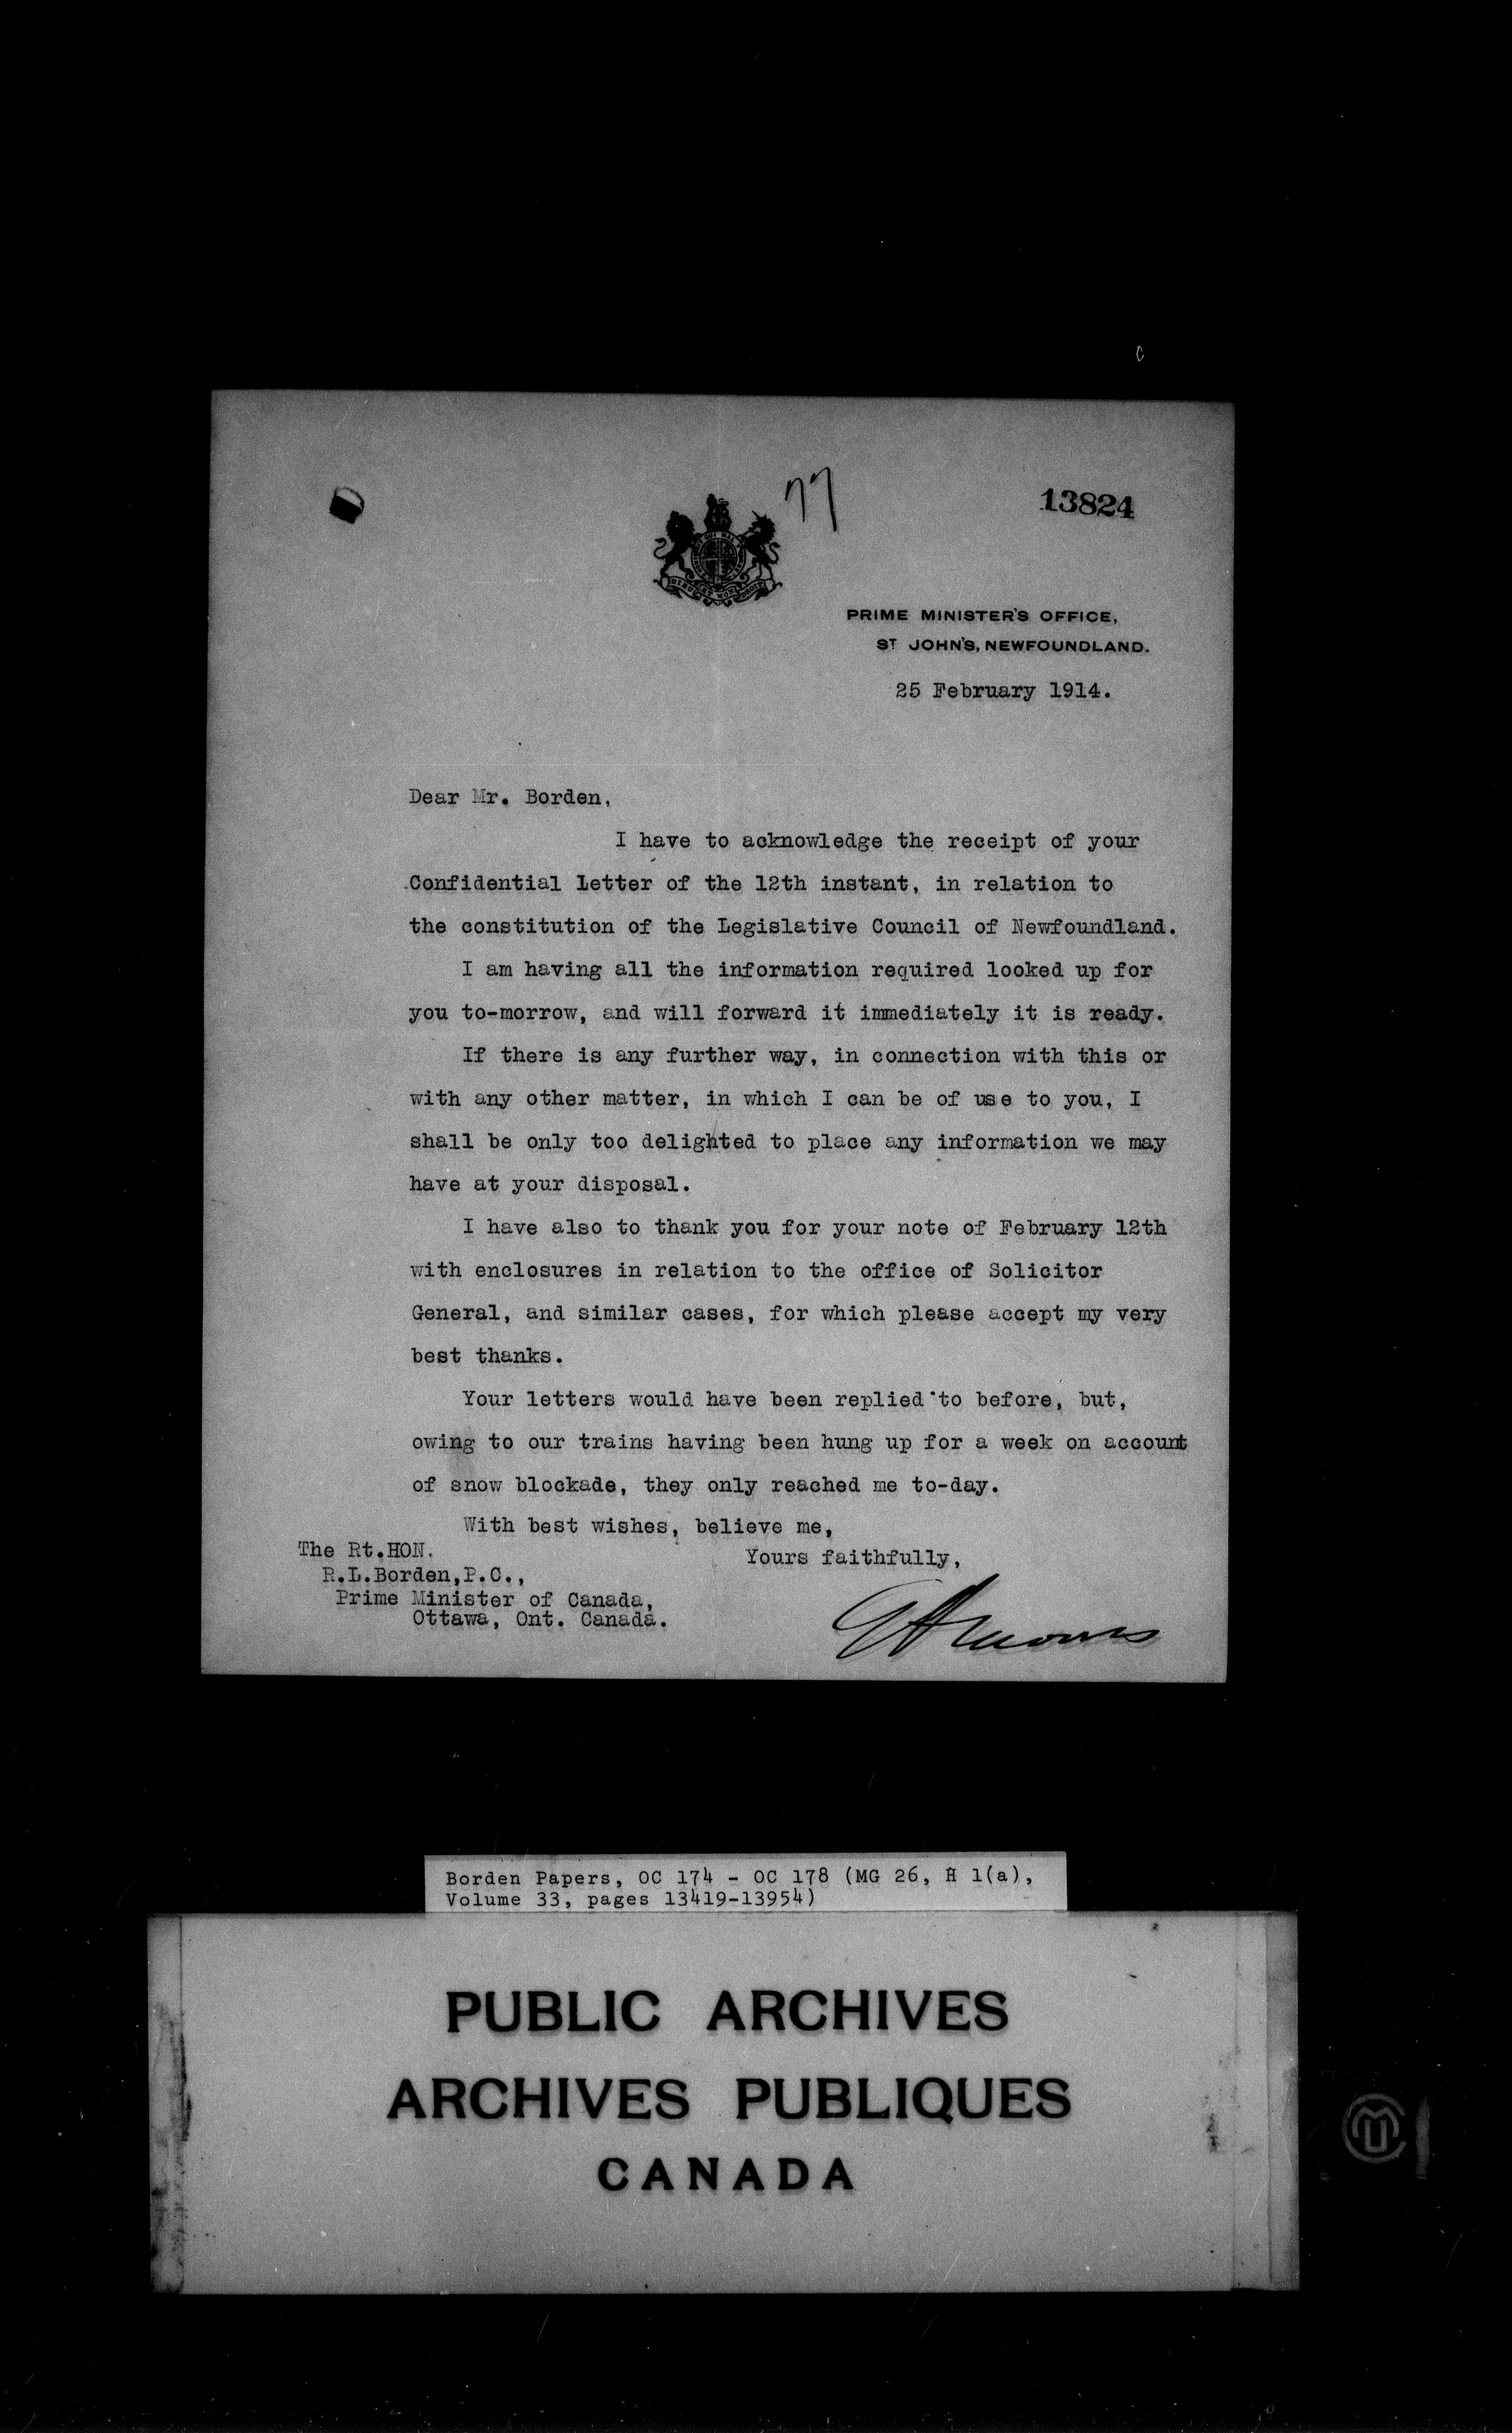 77
13824
PRIME MINISTER'S OFFICE,
ST JOHN'S, NEWFOUNDLAND.
25 February 1914.
Dear Mr. Borden,
I have to acknowledge the receipt of your
Confidential Letter of the 12th instant, in relation to
the constitution of the Legislative Council of Newfoundland.
I am having all the information required looked up for
you to-morrow, and will forward it immediately it is ready.
If there is any further way, in connection with this or
with any other matter, in which I can be of use to you, I
shall be only too delighted to place any information we may
have at your disposal.
I have also to thank you for your note of February 12th
with enclosures in relation to the office of Solicitor
General, and similar cases, for which please accept my very
best thanks.
Your letters would have been replied to before, but,
owing to our trains having been hung up for a week on account
of snow blockade, they only reached me to-day.
With best wishes, believe me,
Yours faithfully,
The Rt.HON.
R.L.Borden,P.C.,
Prime Minister of Canada,
Ottawa, Ont. Canada.
Borden Papers, OC 174 - OC 178 (MG 26, H 1(a),
Volume 33, pages 13419-13954)
PUBLIC ARCHIVES
ARCHIVES PUBLIQUES
CANADA